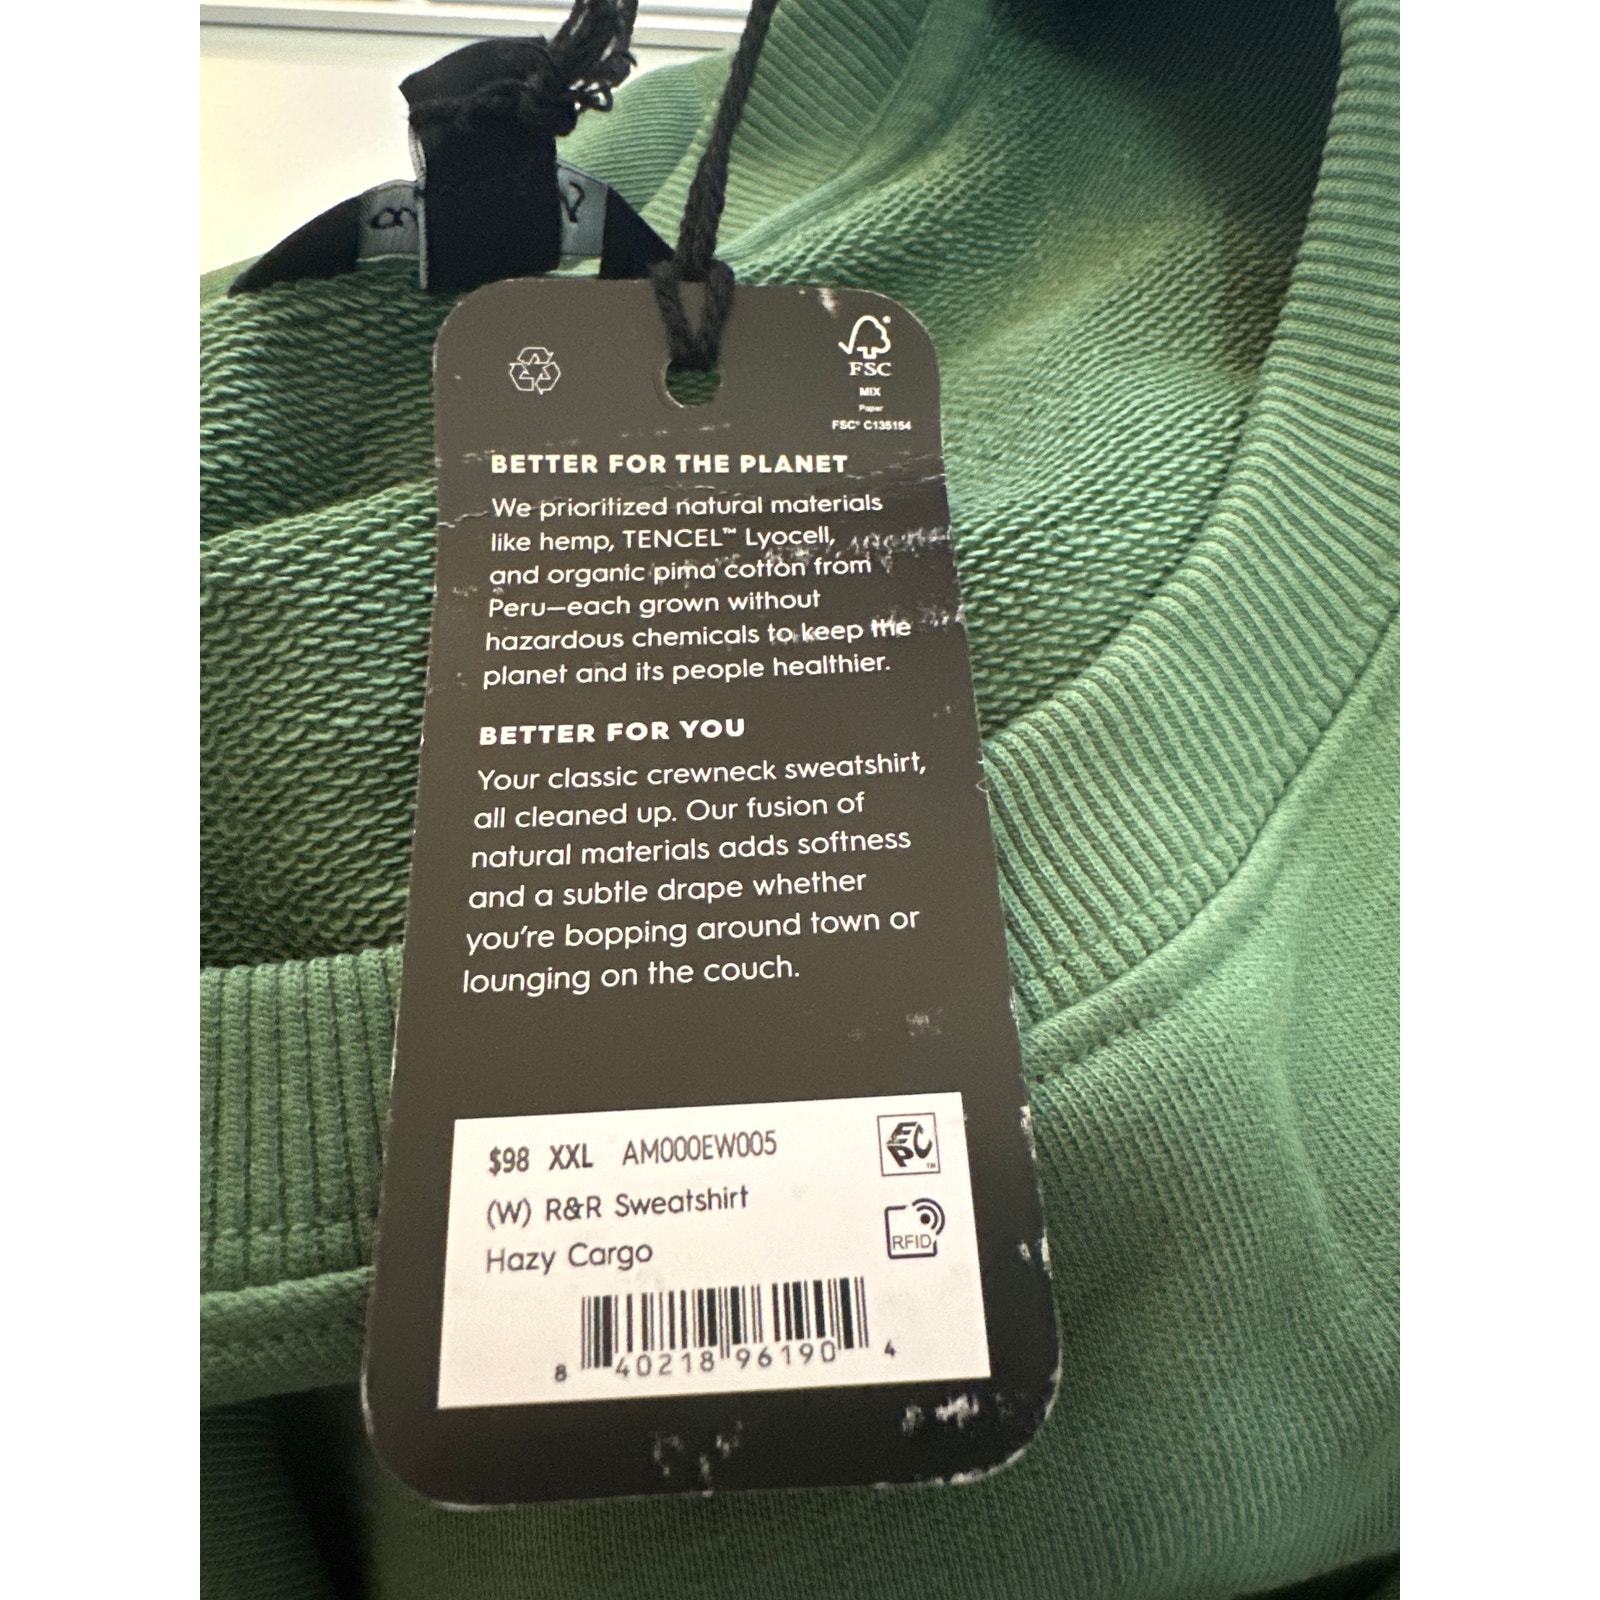 FSC
MIX
Paper
FSC® C135154
BETTER FOR THE PLANET
We prioritized natural materials
like hemp, TENCEL™ Lyocell,
and organic pima cotton from
Peru—each grown without
hazardous chemicals to keep the
planet and its people healthier.
BETTER FOR YOU
Your classic crewneck sweatshirt,
all cleaned up. Our fusion of
natural materials adds softness
and a subtle drape whether
you're bopping around town or
lounging on the couch.
$98 XXL AM000EW005
(W) R&R Sweatshirt
Hazy Cargo
EPC™
RFID
8 40218 96190 4